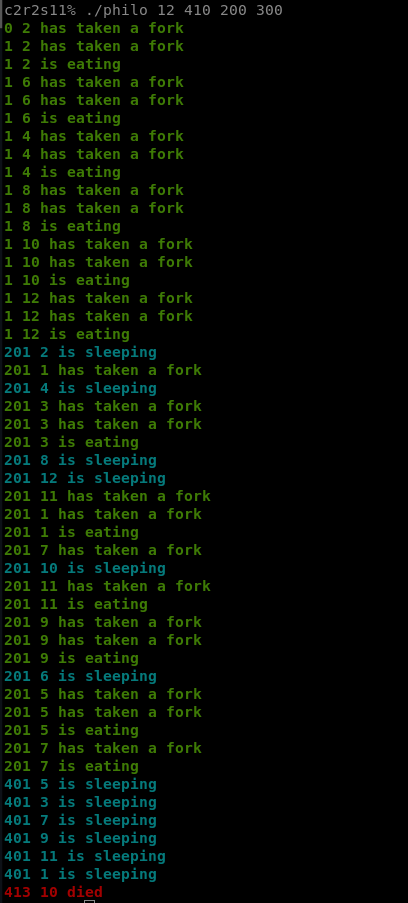 c2r2s11% ./philo 12 410 200 300
0 2 has taken a fork
1 2 has taken a fork
1 2 is eating
1 6 has taken a fork
1 6 has taken a fork
1 6 is eating
1 4 has taken a fork
1 4 has taken a fork
1 4 is eating
1 8 has taken a fork
1 8 has taken a fork
1 8 is eating
1 10 has taken a fork
1 10 has taken a fork
1 10 is eating
1 12 has taken a fork
1 12 has taken a fork
1 12 is eating
201 2 is sleeping
201 1 has taken a fork
201 4 is sleeping
201 3 has taken a fork
201 3 has taken a fork
201 3 is eating
201 8 is sleeping
201 12 is sleeping
201 11 has taken a fork
201 1 has taken a fork
201 1 is eating
201 7 has taken a fork
201 10 is sleeping
201 11 has taken a fork
201 11 is eating
201 9 has taken a fork
201 9 has taken a fork
201 9 is eating
201 6 is sleeping
201 5 has taken a fork
201 5 has taken a fork
201 5 is eating
201 7 has taken a fork
201 7 is eating
401 5 is sleeping
401 3 is sleeping
401 7 is sleeping
401 9 is sleeping
401 11 is sleeping
401 1 is sleeping
413 10 died